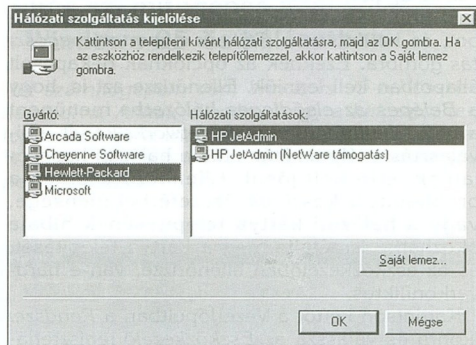 Hálózati szolgáltatás kijelölése
Kattintson a telepíteni kívánt hálózati szolgáltatásra, majd az OK gombra. Ha
az eszközhöz rendelkezik telepítőlemezzel, akkor kattintson a Saját lemez
gombra.
Gyártó:
Arcada Software
Cheyenne Software
Hewlett-Packard
Microsoft
Hálózati szolgáltatások:
HP JetAdmin
HP JetAdmin (NetWare támogatás)
Saját lemez...
OK
Mégse